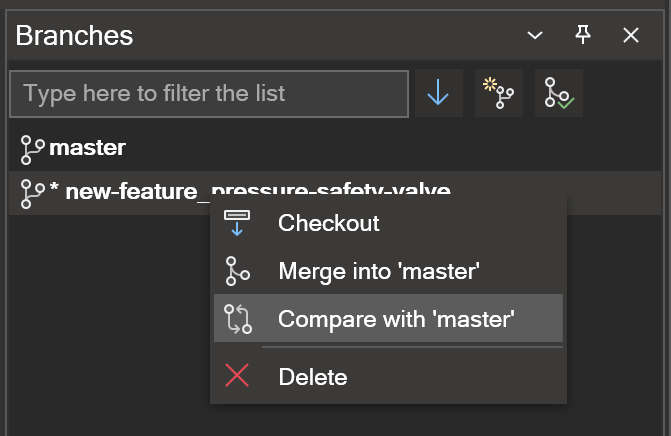 Branches
Type here to filter the list
master
* new-feature_pressure-safety-valve
Checkout
Merge into 'master'
Compare with 'master'
Delete